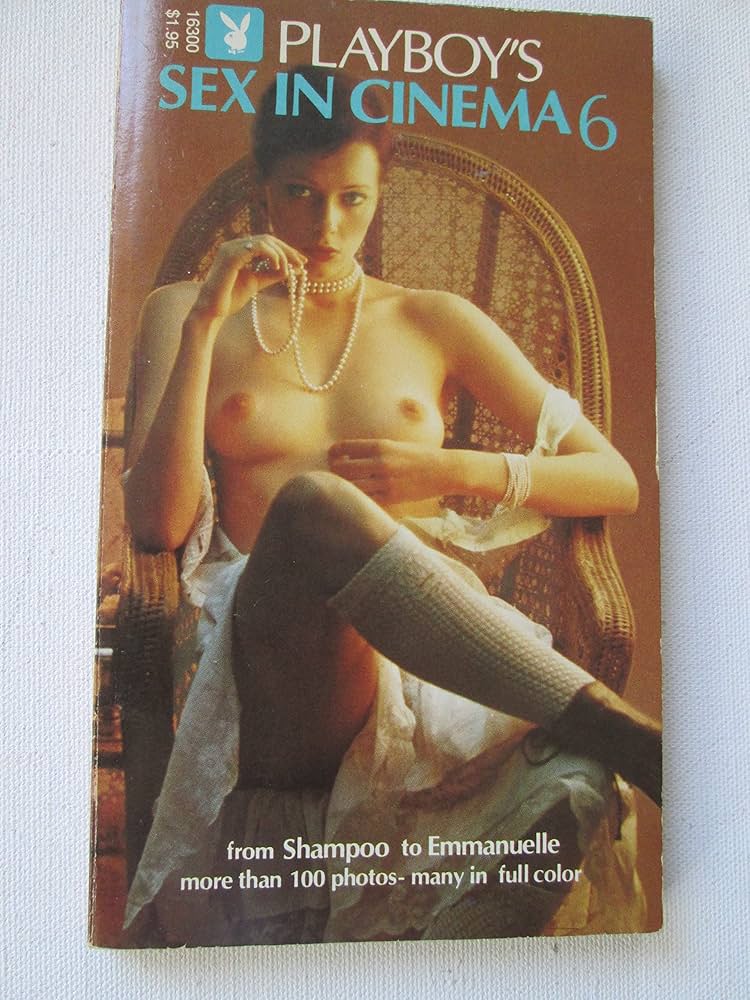 $1.95
16300
PLAYBOY'S
SEX IN CINEMA 6
from Shampoo to Emmanuelle
more than 100 photos- many in full color